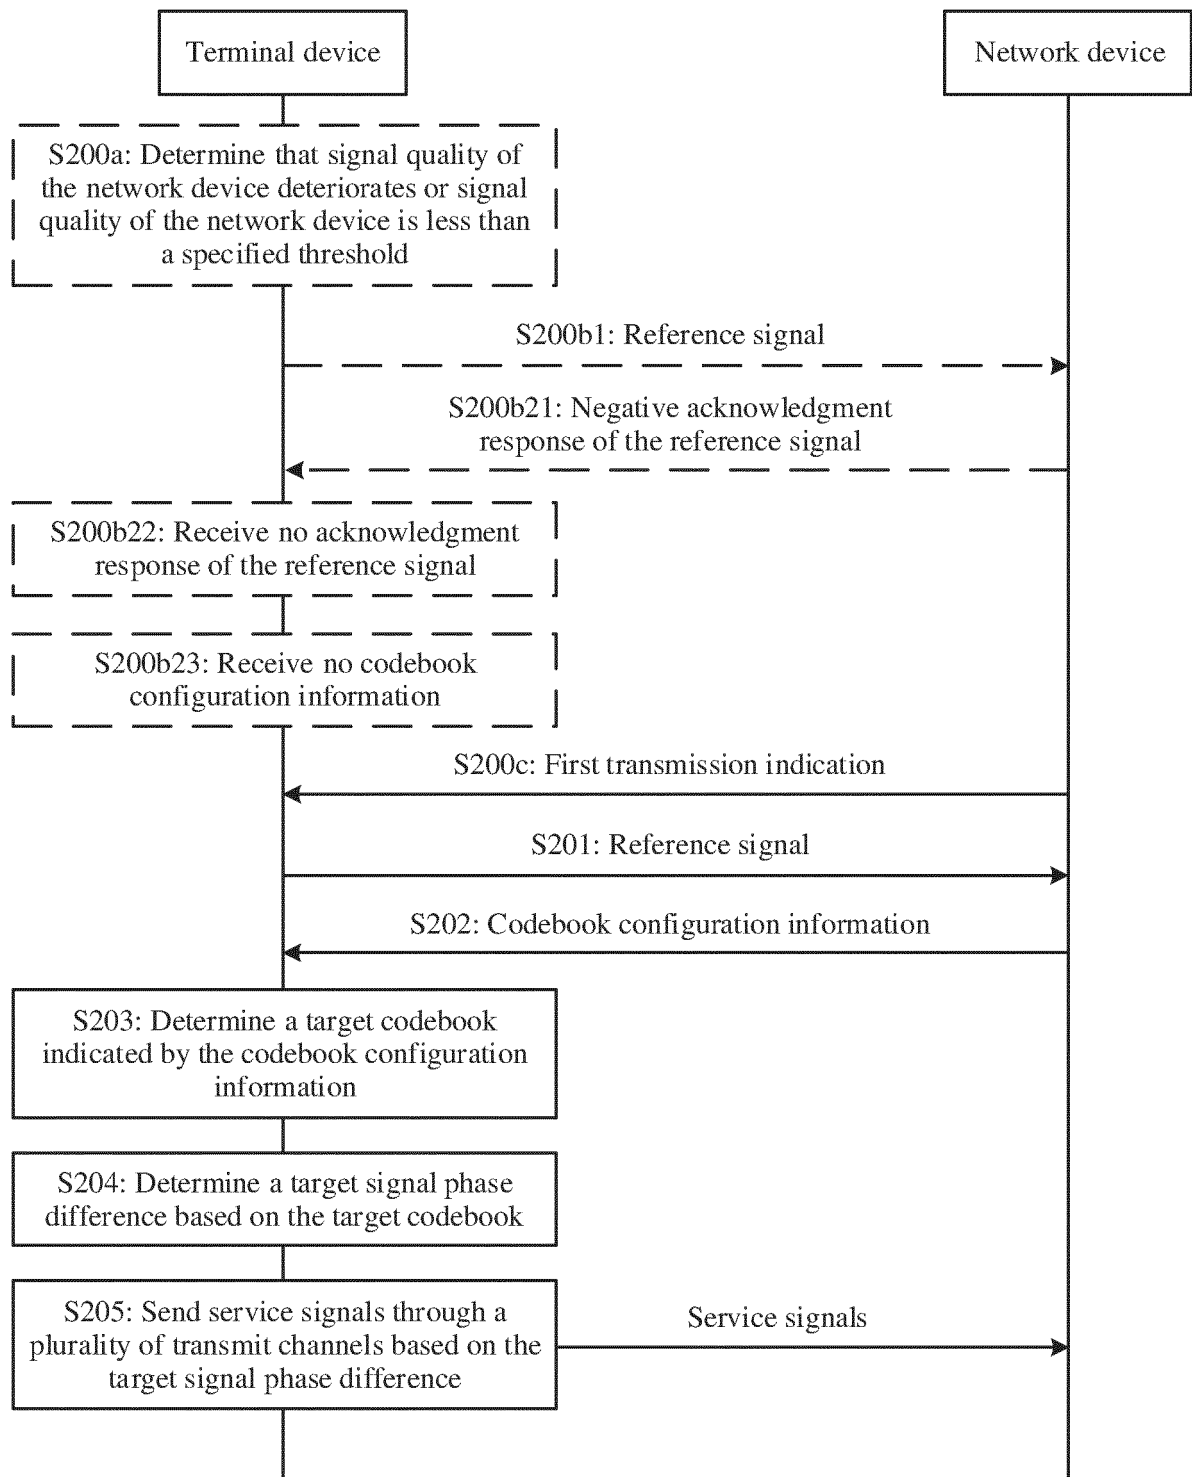 Terminal device
Network device
S200a: Determine that signal quality of
the network device deteriorates or signal
quality of the network device is less than
a specified threshold
S200b1: Reference signal
S200b21: Negative acknowledgment
response of the reference signal
S200b22: Receive no acknowledgment
response of the reference signal
S200b23: Receive no codebook
configuration information
S200c: First transmission indication
S201: Reference signal
S202: Codebook configuration information
S203: Determine a target codebook
indicated by the codebook configuration
information
S204: Determine a target signal phase
difference based on the target codebook
S205: Send service signals through a
plurality of transmit channels based on the
target signal phase difference
Service signals